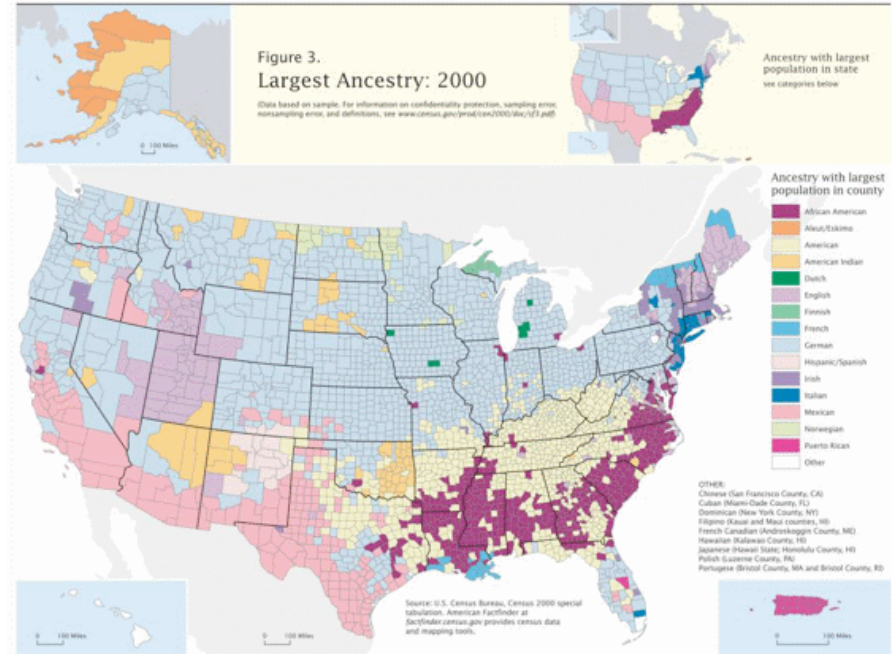 Figure 3.
Largest Ancestry: 2000
(Data based on sample. For information on confidentiality protection, sampling error,
nonsampling error, and definitions, see www.census.gov/prod/cen2000/doc/sf3.pdf)
0 100 Miles
Ancestry with largest
population in state
see categories below
Ancestry with largest
population in county
African American
Aleut/Eskimo
American
American Indian
Dutch
English
Finnish
French
German
Hispanic/Spanish
Irish
Italian
Mexican
Norwegian
Puerto Rican
Other
OTHER:
Chinese (San Francisco County, CA)
Cuban (Miami-Dade County, FL)
Dominican (New York County, NY)
Filipino (Kauai and Maui counties, HI)
French Canadian (Androskoggin County, ME)
Hawaiian (Kalawao County, HI)
Japanese (Hawaii State; Honolulu County, HI)
Polish (Luzerne County, PA)
Portugese (Bristol County, MA and Bristol County, RI)
Source: U.S. Census Bureau, Census 2000 special
tabulation. American Factfinder at
factfinder.census.gov provides census data
and mapping tools.
0 100 Miles
0 100 Miles
0 100 Miles